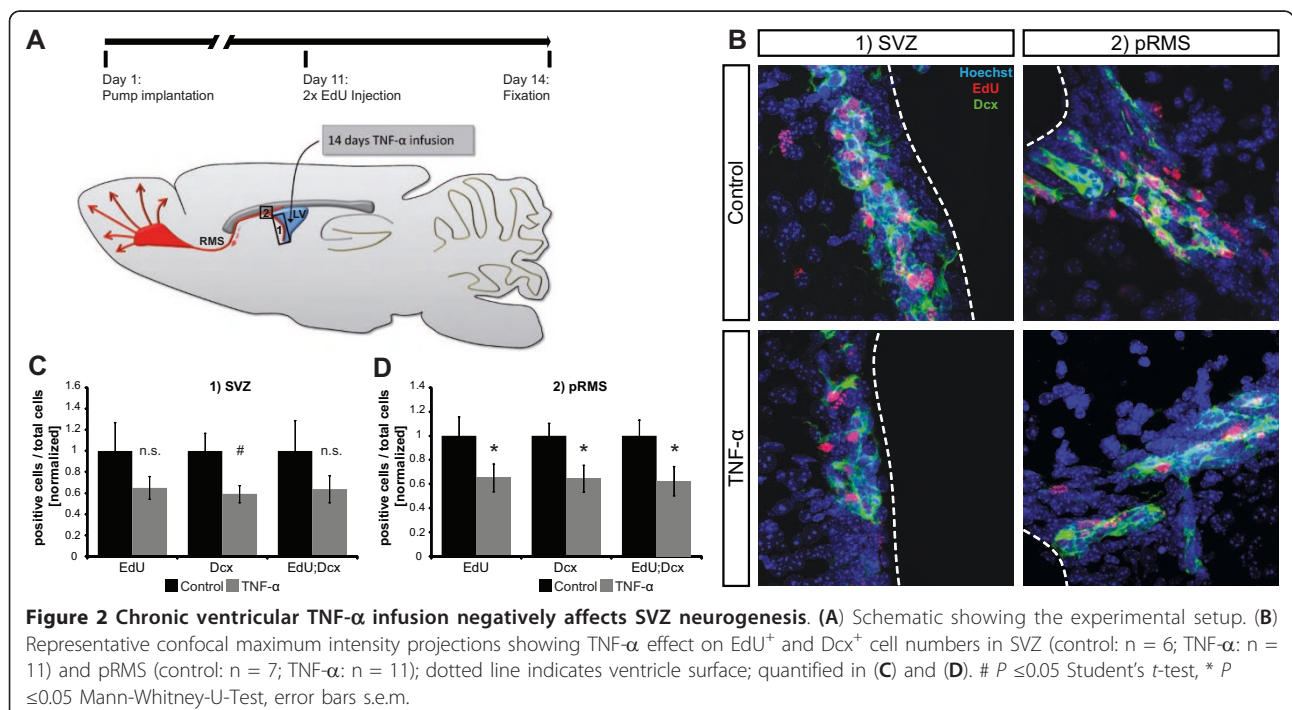 A
Day 1:
Pump implantation
Day 11:
2x EdU Injection
Day 14:
Fixation
14 days TNF-α infusion
2
LV
1
RMS
B
1) SVZ
2) pRMS
Hoechst
EdU
Dcx
Control
TNF-α
C
1) SVZ
positive cells / total cells
[normalized]
1.6
1.4
1.2
1
0.8
0.6
0.4
0.2
0
n.s.
#
n.s.
EdU
Dcx
EdU;Dcx
Control
TNF-α
D
2) pRMS
positive cells / total cells
[normalized]
1.4
1.2
1
0.8
0.6
0.4
0.2
0
*
*
*
EdU
Dcx
EdU;Dcx
Control
TNF-α
Figure 2 Chronic ventricular TNF-α infusion negatively affects SVZ neurogenesis. (A) Schematic showing the experimental setup. (B)
Representative confocal maximum intensity projections showing TNF-α effect on EdU⁺ and Dcx⁺ cell numbers in SVZ (control: n = 6; TNF-α: n =
11) and pRMS (control: n = 7; TNF-α: n = 11); dotted line indicates ventricle surface; quantified in (C) and (D). # P ≤0.05 Student's t-test, * P
≤0.05 Mann-Whitney-U-Test, error bars s.e.m.